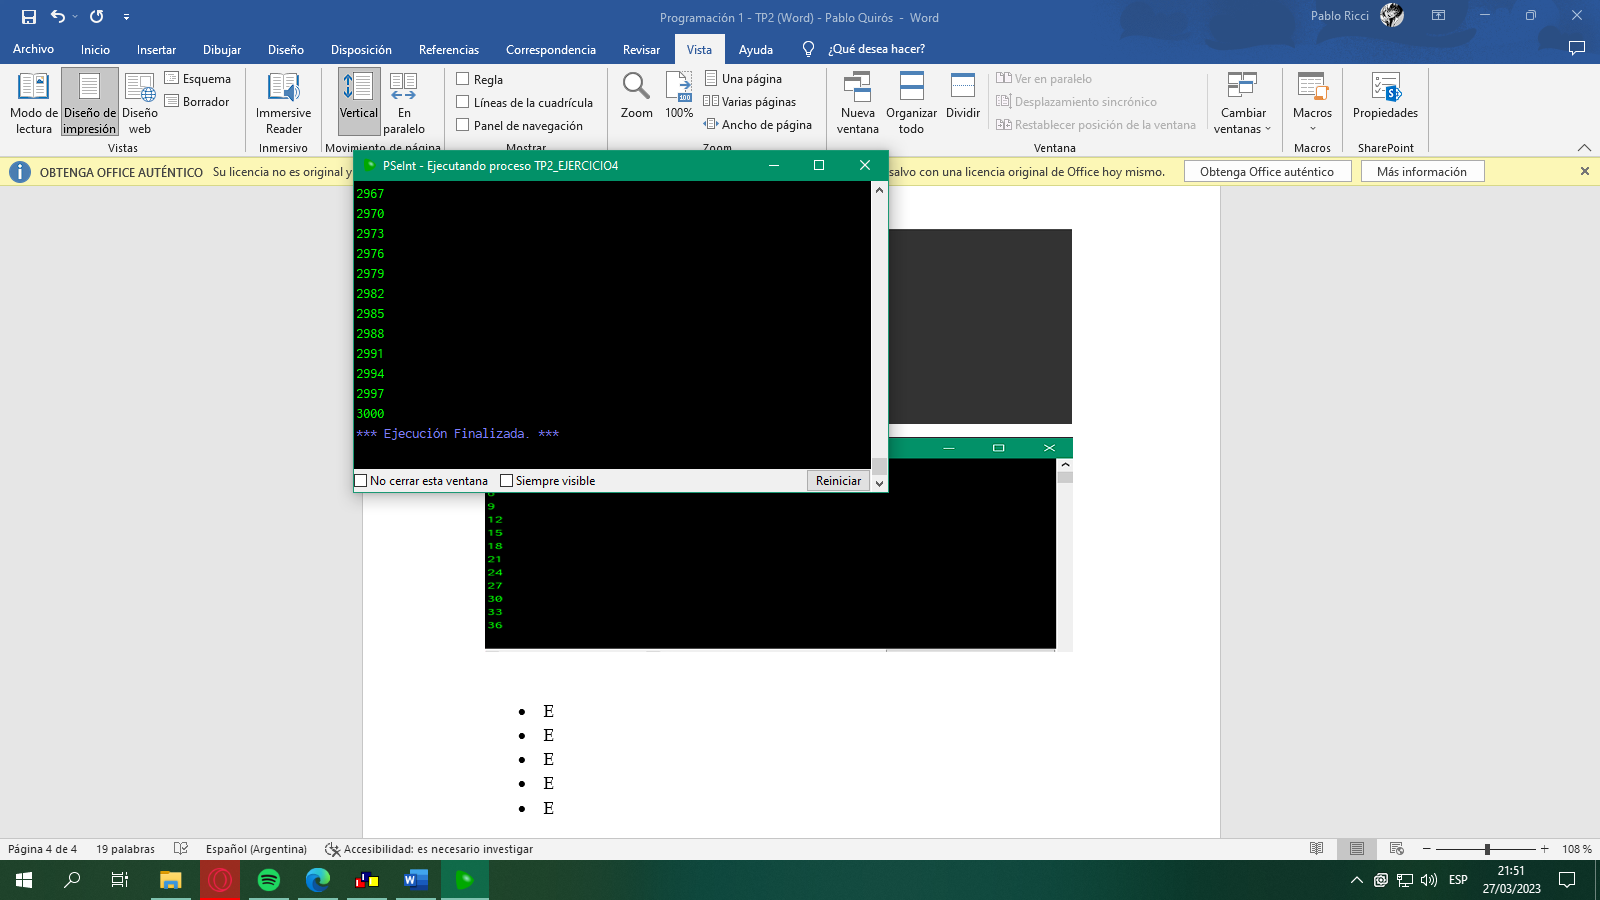 Programación 1 - TP2 (Word) - Pablo Quirós - Word
Pablo Ricci
Archivo Inicio Insertar Dibujar Diseño Disposición Referencias Correspondencia Revisar Vista Ayuda ¿Qué desea hacer?
Modo de lectura
Diseño de impresión
Diseño web
Esquema
Borrador
Vistas
Immersive Reader
Inmersivo
Vertical
En paralelo
Movimiento de página
Regla
Líneas de la cuadrícula
Panel de navegación
Mostrar
Zoom
100%
Una página
Varias páginas
Ancho de página
Zoom
Nueva ventana
Organizar todo
Dividir
Ver en paralelo
Desplazamiento sincrónico
Restablecer posición de la ventana
Ventana
Cambiar ventanas
Macros
Macros
Propiedades
SharePoint
OBTENGA OFFICE AUTÉNTICO Su licencia no es original y
salvo con una licencia original de Office hoy mismo.
Obtenga Office auténtico
Más información
PSeInt - Ejecutando proceso TP2_EJERCICIO4
2967
2970
2973
2976
2979
2982
2985
2988
2991
2994
2997
3000
*** Ejecución Finalizada. ***
No cerrar esta ventana Siempre visible Reiniciar
9
12
15
18
21
24
27
30
33
36
• E
• E
• E
• E
• E
Página 4 de 4 19 palabras Español (Argentina) Accesibilidad: es necesario investigar 108 %
ESP
21:51
27/03/2023